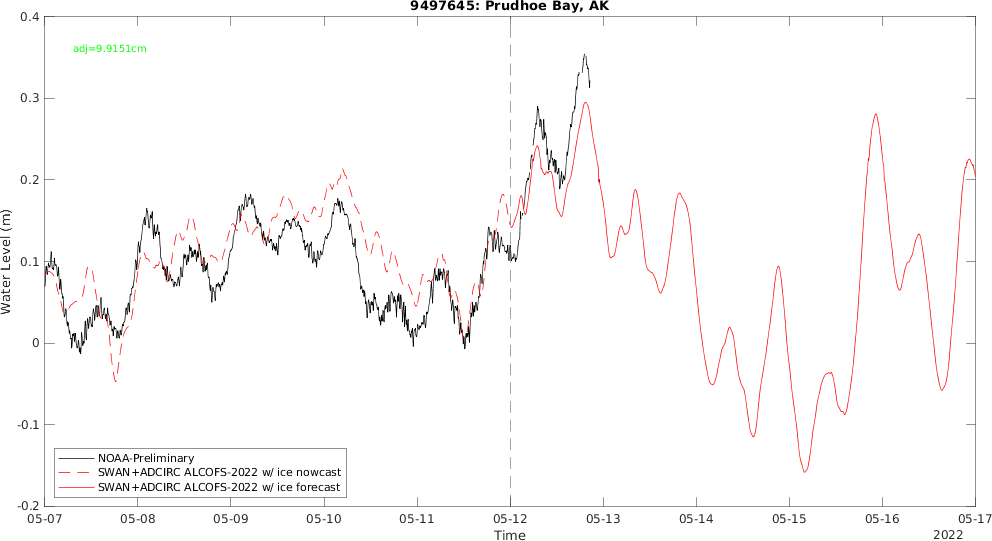 9497645: Prudhoe Bay, AK
adj=9.9151cm
0.4
0.3
0.2
0.1
0
-0.1
-0.2
Water Level (m)
NOAA-Preliminary
SWAN+ADCIRC ALCOFS-2022 w/ ice nowcast
SWAN+ADCIRC ALCOFS-2022 w/ ice forecast
05-07 05-08 05-09 05-10 05-11 05-12 05-13 05-14 05-15 05-16 05-17
Time
2022